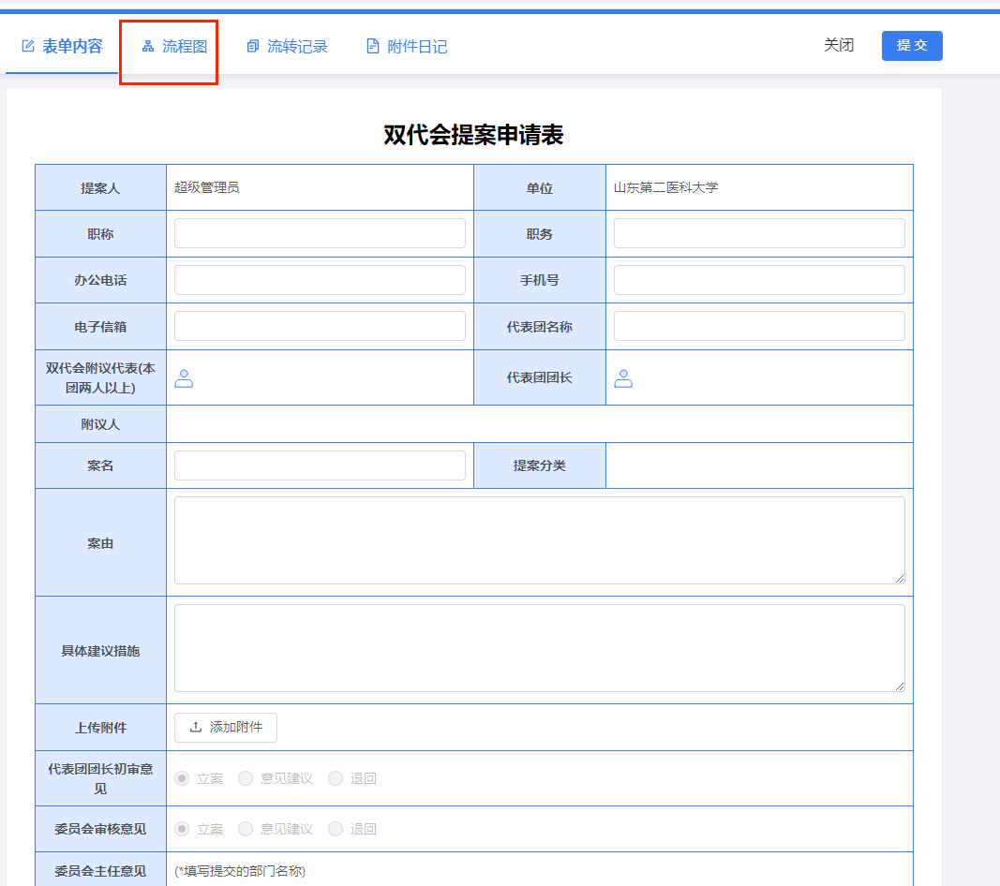 表单内容 流程图 流转记录 附件日记 关闭 提 交
双代会提案申请表
提案人 超级管理员 单位 山东第二医科大学
职称 职务
办公电话 手机号
电子信箱 代表团名称
双代会附议代表(本
团两人以上) 代表团团长
附议人
案名 提案分类
案由
具体建议措施
上传附件 添加附件
代表团团长初审意
见 立案 意见建议 退回
委员会审核意见 立案 意见建议 退回
委员会主任意见 (*填写提交的部门名称)